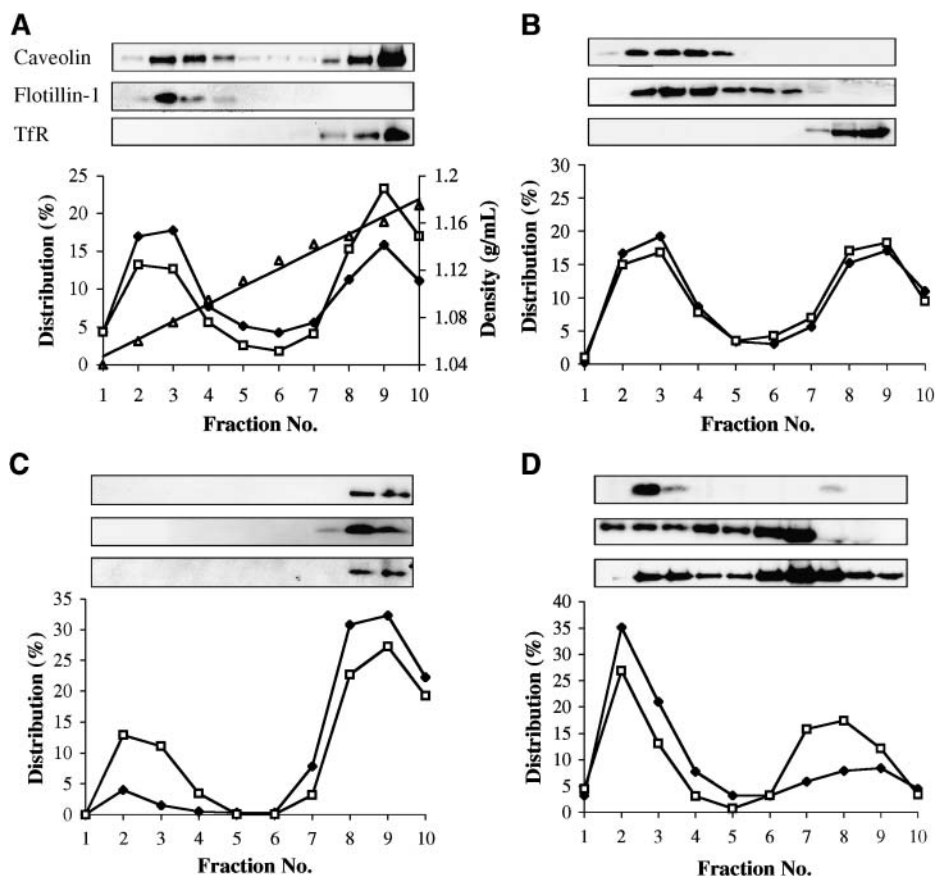 A
Caveolin
Flotillin-1
TfR
25
20
15
10
5
0
Distribution (%)
1.2
1.16
1.12
1.08
1.04
Density (g/mL)
1 2 3 4 5 6 7 8 9 10
Fraction No.
B
30
25
20
15
10
5
0
Distribution (%)
1 2 3 4 5 6 7 8 9 10
Fraction No.
C
35
30
25
20
15
10
5
0
Distribution (%)
1 2 3 4 5 6 7 8 9 10
Fraction No.
D
40
35
30
25
20
15
10
5
0
Distribution (%)
1 2 3 4 5 6 7 8 9 10
Fraction No.